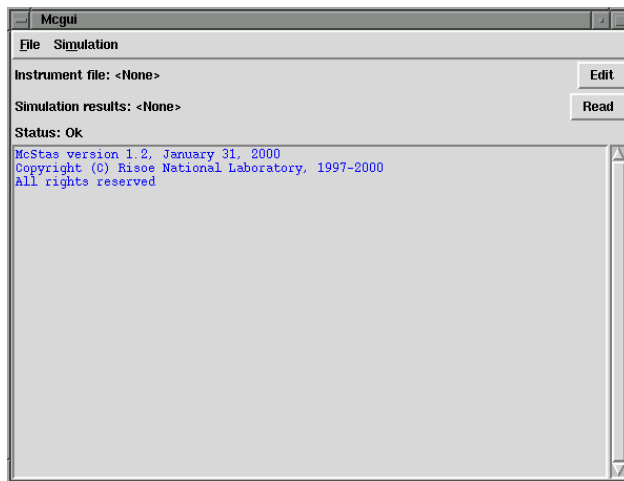 Mcgui
File Simulation
Instrument file: <None> Edit
Simulation results: <None> Read
Status: Ok
McStas version 1.2, January 31, 2000
Copyright (C) Risoe National Laboratory, 1997-2000
All rights reserved